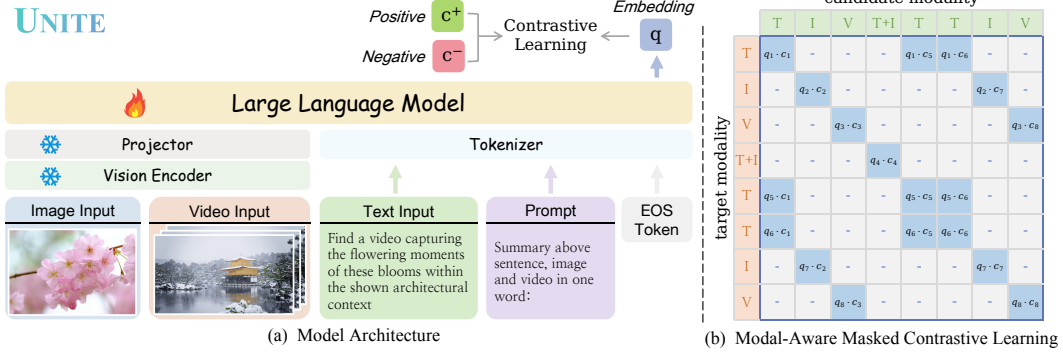 UNITE
Positive c⁺
Negative c⁻
Contrastive
Learning
Embedding
q
Large Language Model
Projector
Tokenizer
Vision Encoder
Image Input
Video Input
Text Input
Find a video capturing
the flowering moments
of these blooms within
the shown architectural
context
Prompt
Summary above
sentence, image
and video in one
word:
EOS
Token
(a) Model Architecture
candidate modality
T I V T+I T T I V
target modality
T q₁·c₁ - - - q₁·c₅ q₁·c₆ - -
I - q₂·c₂ - - - - q₂·c₇ -
V - - q₃·c₃ - - - - q₃·c₈
T+I - - - q₄·c₄ - - - -
T q₅·c₁ - - - q₅·c₅ q₅·c₆ - -
T q₆·c₁ - - - q₆·c₅ q₆·c₆ - -
I - q₇·c₂ - - - - q₇·c₇ -
V - - q₈·c₃ - - - - q₈·c₈
(b) Modal-Aware Masked Contrastive Learning